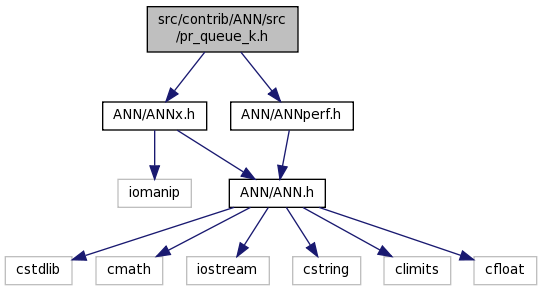 src/contrib/ANN/src
/pr_queue_k.h
ANN/ANNx.h
ANN/ANNperf.h
iomanip
ANN/ANN.h
cstdlib
cmath
iostream
cstring
climits
cfloat